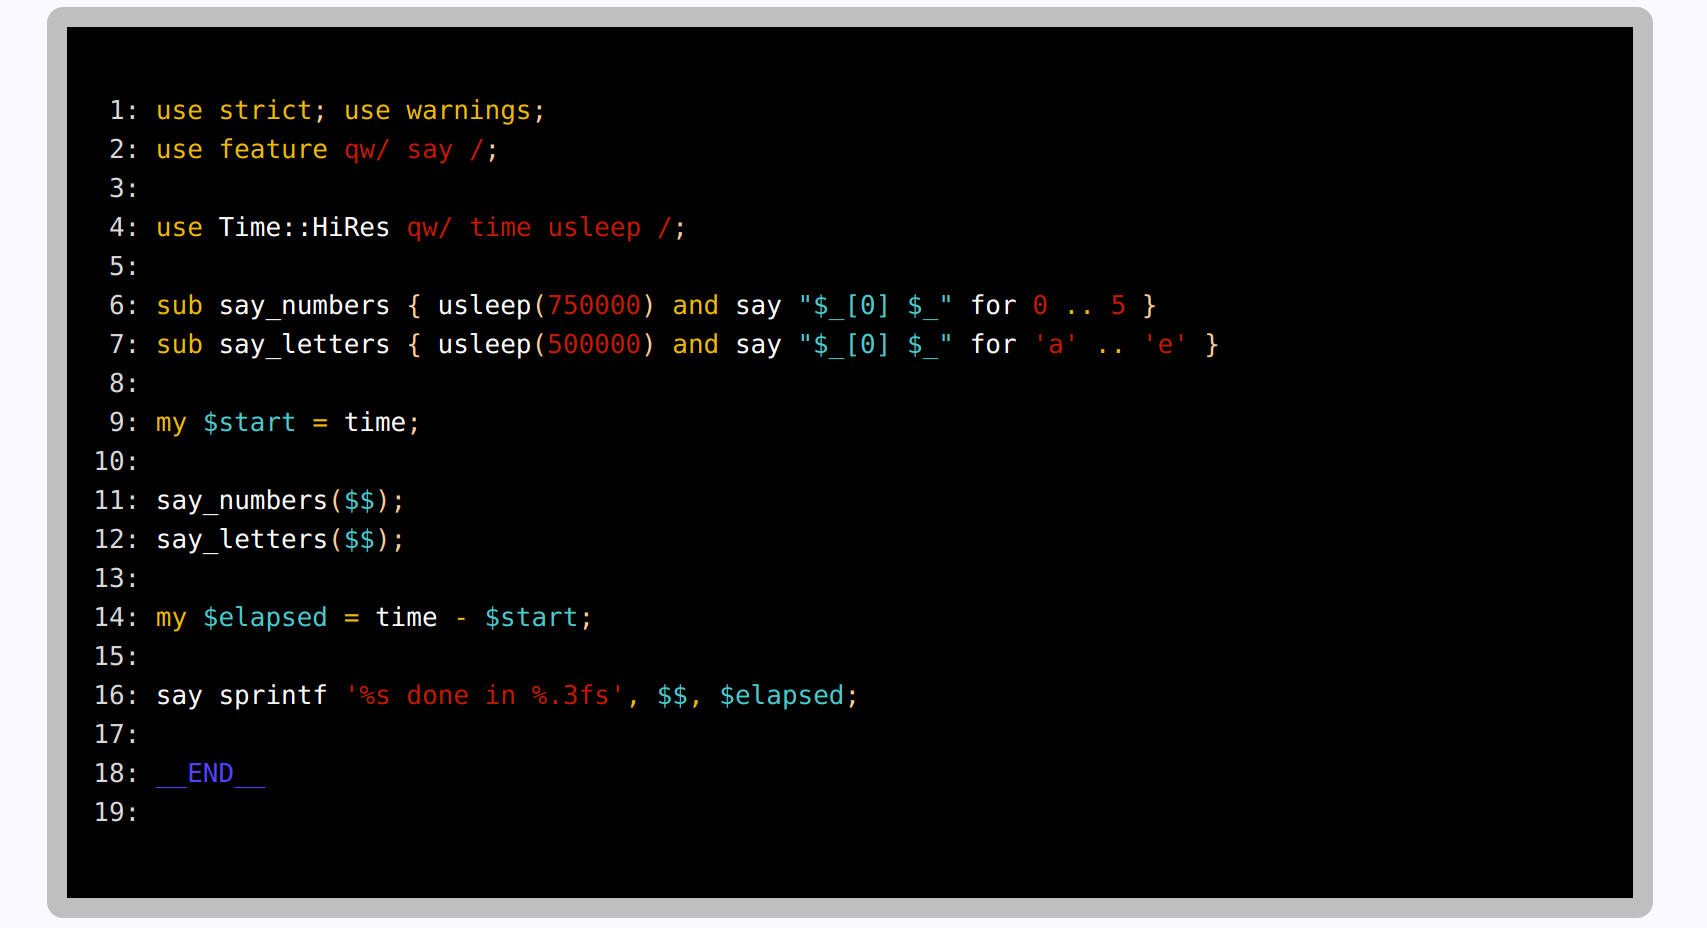 1: use strict; use warnings;
2: use feature qw/ say /;
3:
4: use Time::HiRes qw/ time usleep /;
5:
6: sub say_numbers { usleep(750000) and say "$_[0] $_" for 0 .. 5 }
7: sub say_letters { usleep(500000) and say "$_[0] $_" for 'a' .. 'e' }
8:
9: my $start = time;
10:
11: say_numbers($$);
12: say_letters($$);
13:
14: my $elapsed = time - $start;
15:
16: say sprintf '%s done in %.3fs', $$, $elapsed;
17:
18: __END__
19: